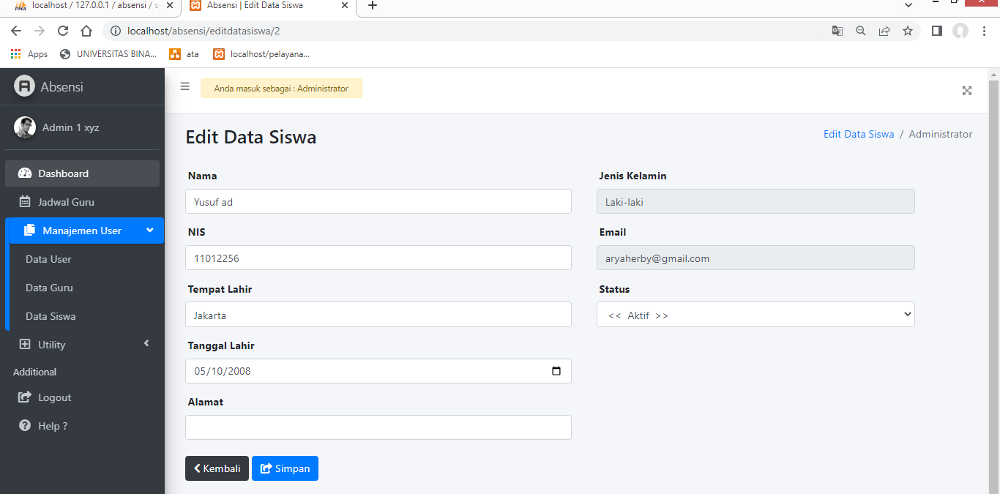 localhost / 127.0.0.1 / absensi / sy
Absensi | Edit Data Siswa
localhost/absensi/editdatasiswa/2
Apps
UNIVERSITAS BINA...
ata
localhost/pelayana...
Absensi
Anda masuk sebagai : Administrator
Admin 1 xyz
Edit Data Siswa
Edit Data Siswa / Administrator
Dashboard
Jadwal Guru
Manajemen User
Data User
Data Guru
Data Siswa
Utility
Additional
Logout
Help ?
Nama
Yusuf ad
NIS
11012256
Tempat Lahir
Jakarta
Tanggal Lahir
05/10/2008
Alamat
Jenis Kelamin
Laki-laki
Email
aryaherby@gmail.com
Status
<< Aktif >>
Kembali
Simpan